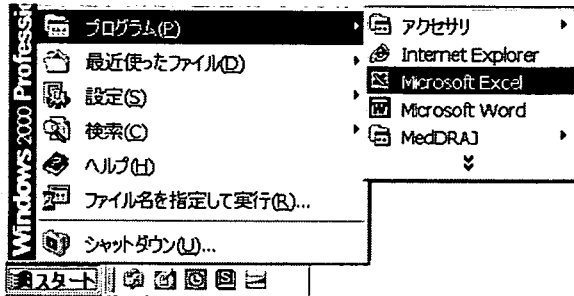 Windows 2000 Professi
プログラム(P)
最近使ったファイル(D)
設定(S)
検索(C)
ヘルプ(H)
ファイル名を指定して実行(R)...
シャットダウン(U)...
スタート
アクセサリ
Internet Explorer
Microsoft Excel
Microsoft Word
MedDRAJ